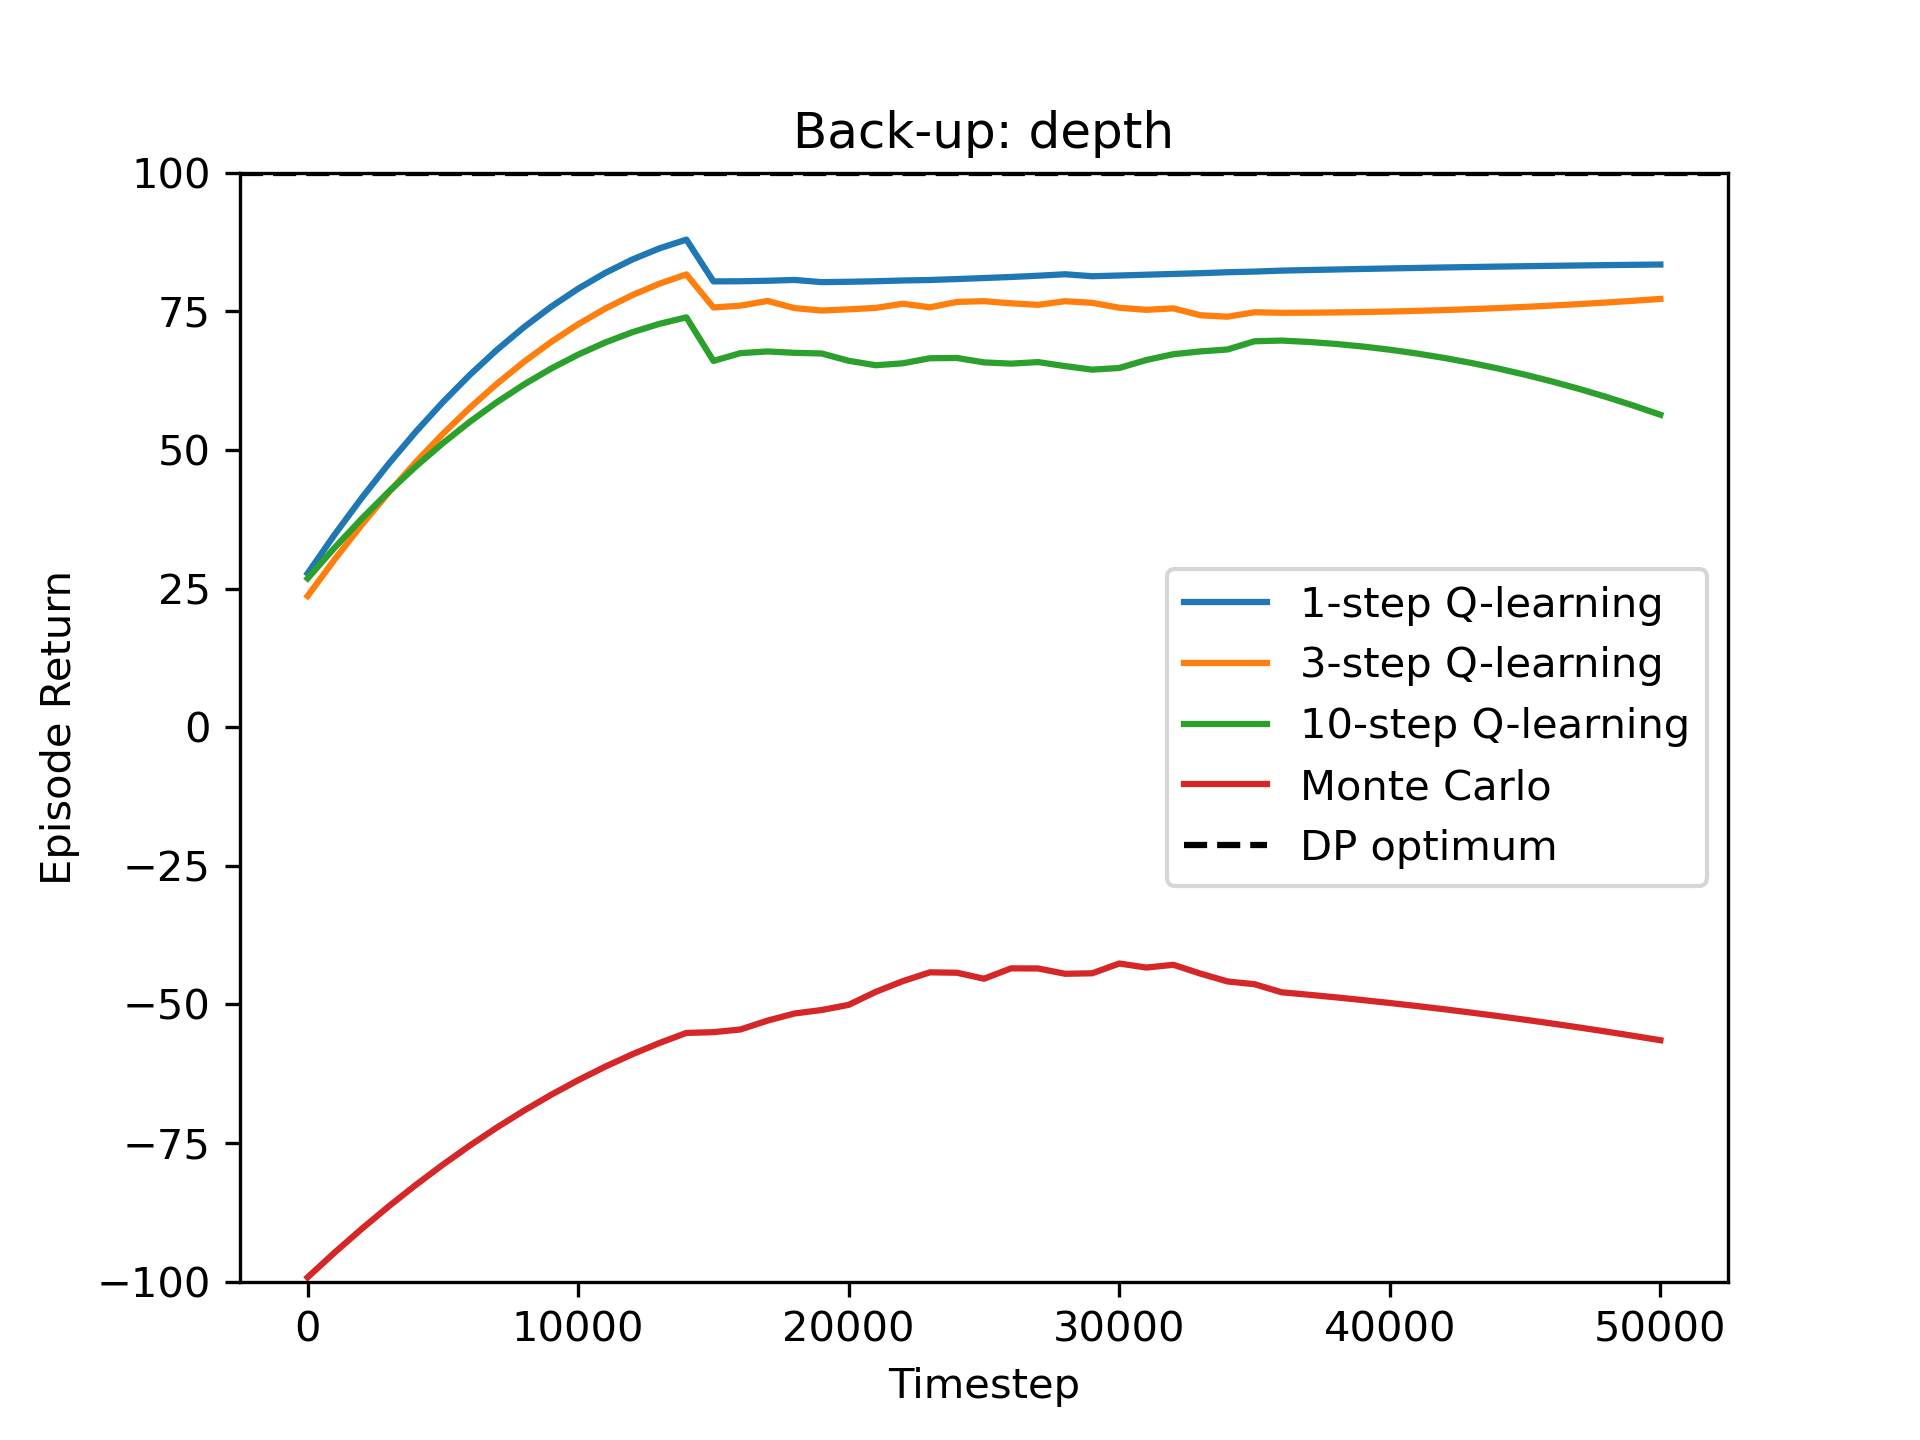 Back-up: depth
100
75
50
25
0
−25
−50
−75
−100
Episode Return
1-step Q-learning
3-step Q-learning
10-step Q-learning
Monte Carlo
DP optimum
0 10000 20000 30000 40000 50000
Timestep